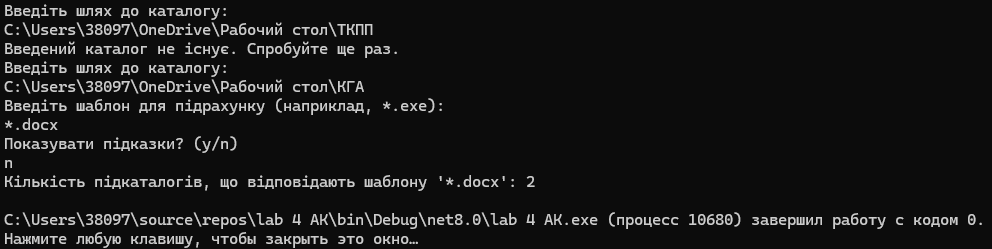 Введіть шлях до каталогу:
C:\Users\38097\OneDrive\Рабочий стол\ТКПП
Введений каталог не існує. Спробуйте ще раз.
Введіть шлях до каталогу:
C:\Users\38097\OneDrive\Рабочий стол\КГА
Введіть шаблон для підрахунку (наприклад, *.exe):
*.docx
Показувати підказки? (y/n)
n
Кількість підкаталогів, що відповідають шаблону '*.docx': 2
C:\Users\38097\source\repos\lab 4 АК\bin\Debug\net8.0\lab 4 АК.exe (процесс 10680) завершил работу с кодом 0.
Нажмите любую клавишу, чтобы закрыть это окно…